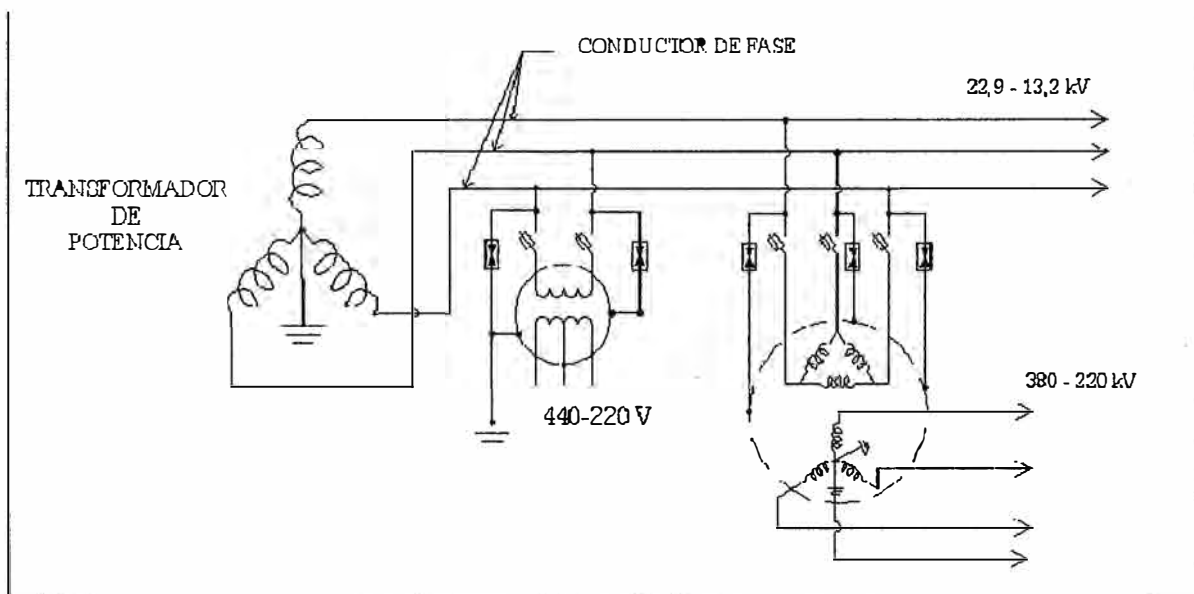 CONDUCTOR DE FASE
22,9 - 13,2 kV
TRANSFORMADOR
DE
POTENCIA
440-220 V
380 - 220 kV